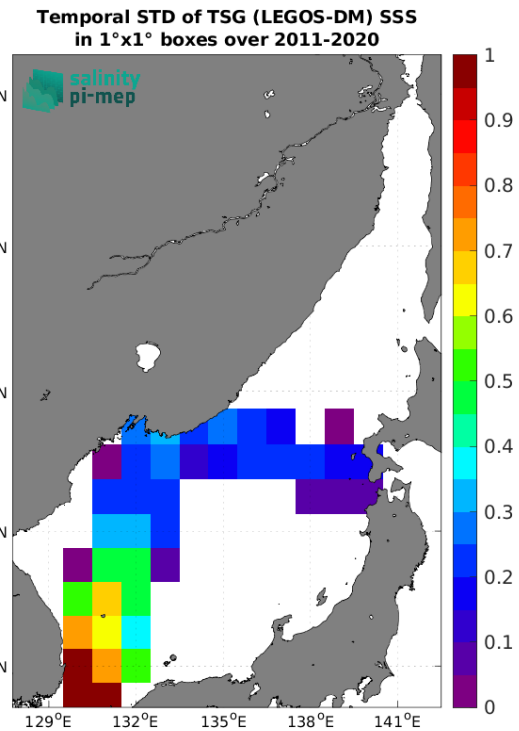 Temporal STD of TSG (LEGOS-DM) SSS
in 1°x1° boxes over 2011-2020
salinity
pi-mep
1
0.9
0.8
0.7
0.6
0.5
0.4
0.3
0.2
0.1
0
N
N
N
N
N
129°E 132°E 135°E 138°E 141°E